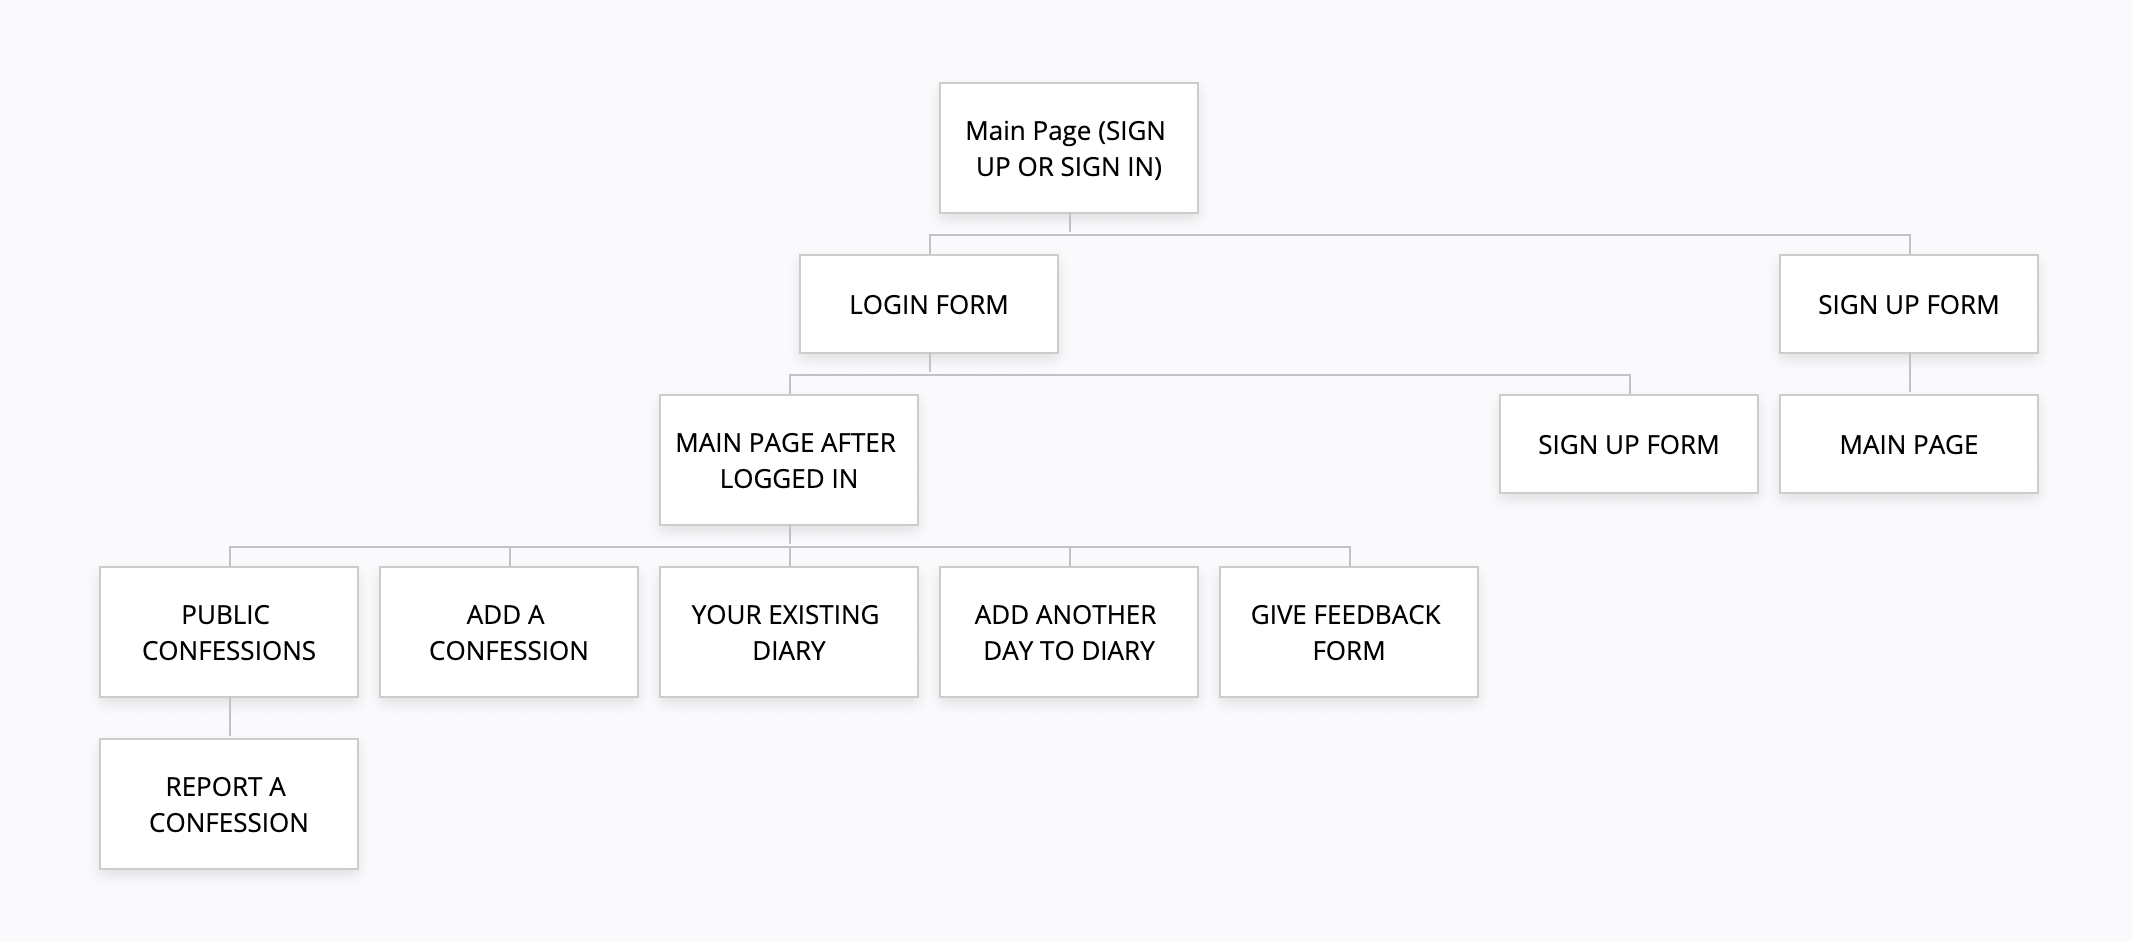 Main Page (SIGN
UP OR SIGN IN)
LOGIN FORM
SIGN UP FORM
MAIN PAGE AFTER
LOGGED IN
SIGN UP FORM
MAIN PAGE
PUBLIC
CONFESSIONS
ADD A
CONFESSION
YOUR EXISTING
DIARY
ADD ANOTHER
DAY TO DIARY
GIVE FEEDBACK
FORM
REPORT A
CONFESSION